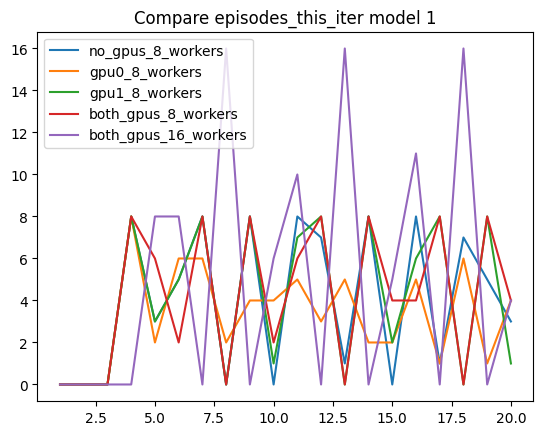 Compare episodes_this_iter model 1
no_gpus_8_workers
gpu0_8_workers
gpu1_8_workers
both_gpus_8_workers
both_gpus_16_workers
16
14
12
10
8
6
4
2
0
2.5 5.0 7.5 10.0 12.5 15.0 17.5 20.0